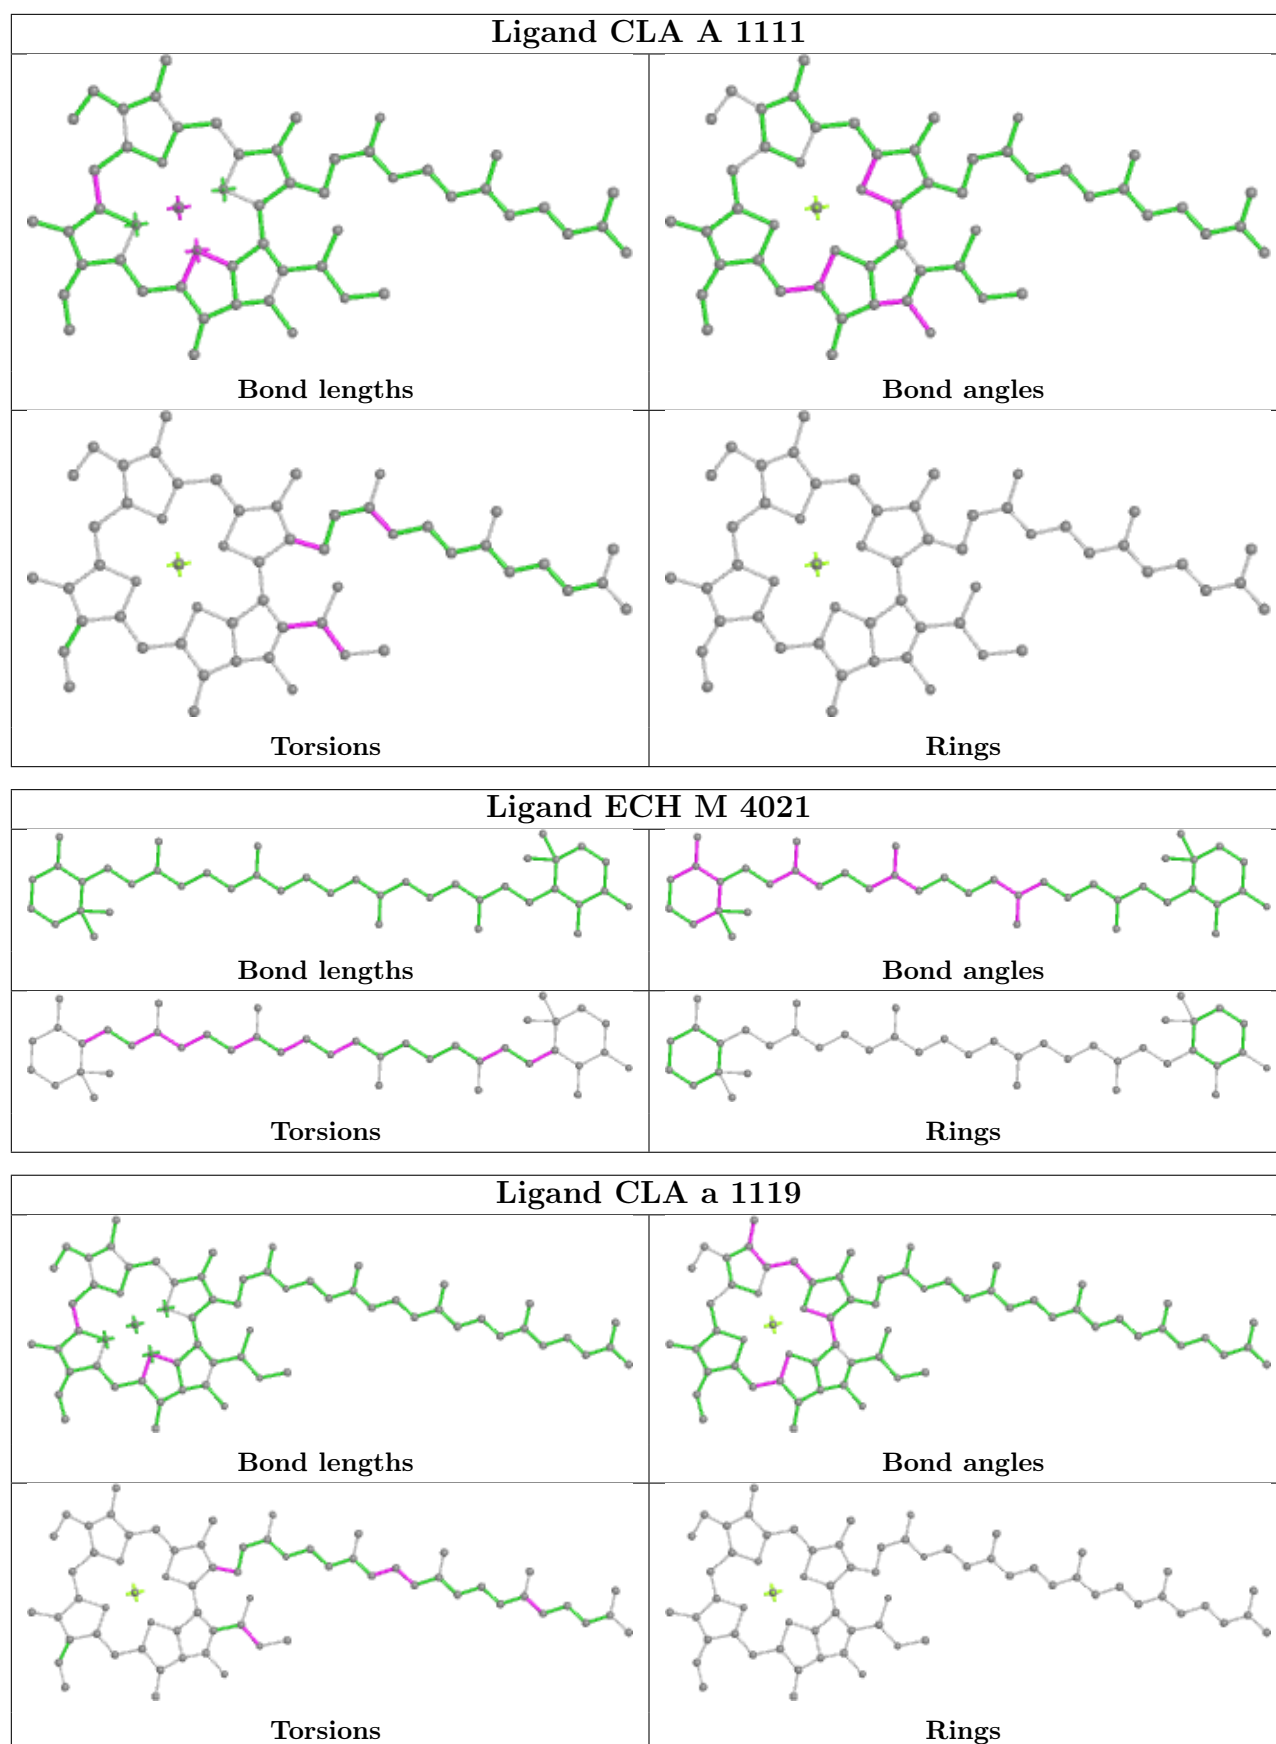 Ligand CLA A 1111
Bond lengths
Bond angles
Torsions
Rings
Ligand ECH M 4021
Bond lengths
Bond angles
Torsions
Rings
Ligand CLA a 1119
Bond lengths
Bond angles
Torsions
Rings